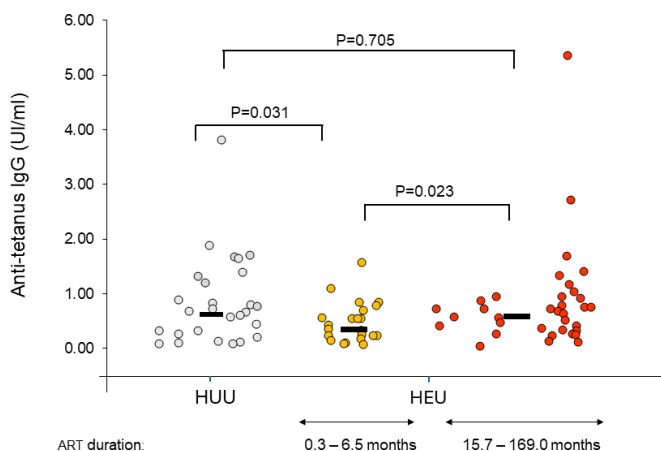 6.00
P=0.705
5.00
P=0.031
4.00
Anti-tetanus IgG (UI/ml)
3.00
P=0.023
2.00
1.00
0.00
HUU HEU
ART duration: 0.3 – 6.5 months 15.7 – 169.0 months